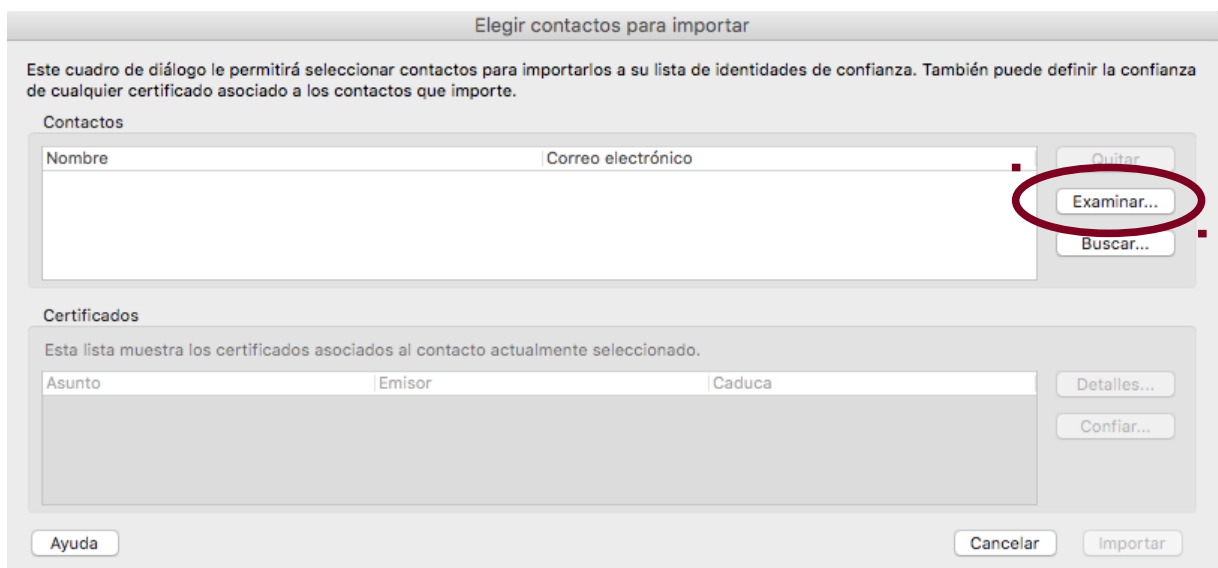 Elegir contactos para importar
Este cuadro de diálogo le permitirá seleccionar contactos para importarlos a su lista de identidades de confianza. También puede definir la confianza
de cualquier certificado asociado a los contactos que importe.
Contactos
Nombre Correo electrónico
Quitar
Examinar...
Buscar...
Certificados
Esta lista muestra los certificados asociados al contacto actualmente seleccionado.
Asunto Emisor Caduca
Detalles...
Confiar...
Ayuda Cancelar Importar